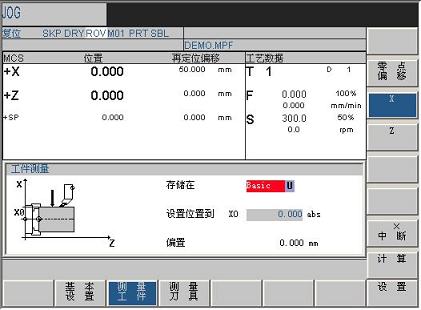 JOG
复位 SKP DRY ROV M01 PRT SBL
DEMO.MPF
MCS 位置 再定位偏移 工艺数据
+X 0.000 50.000 mm T 1 D 1
+Z 0.000 0.000 mm F 0.000 100%
0.000 mm/min
+SP 0.000 0.000 mm S 300.0 50%
0.0 rpm
工件测量
X 存储在 Basic U
X0 设置位置到 X0 0.000 abs
Z 偏置 0.000 mm
零点
偏移
X
Z
×
中断
计算
设置
基本
设置
测量
工件
测量
刀具